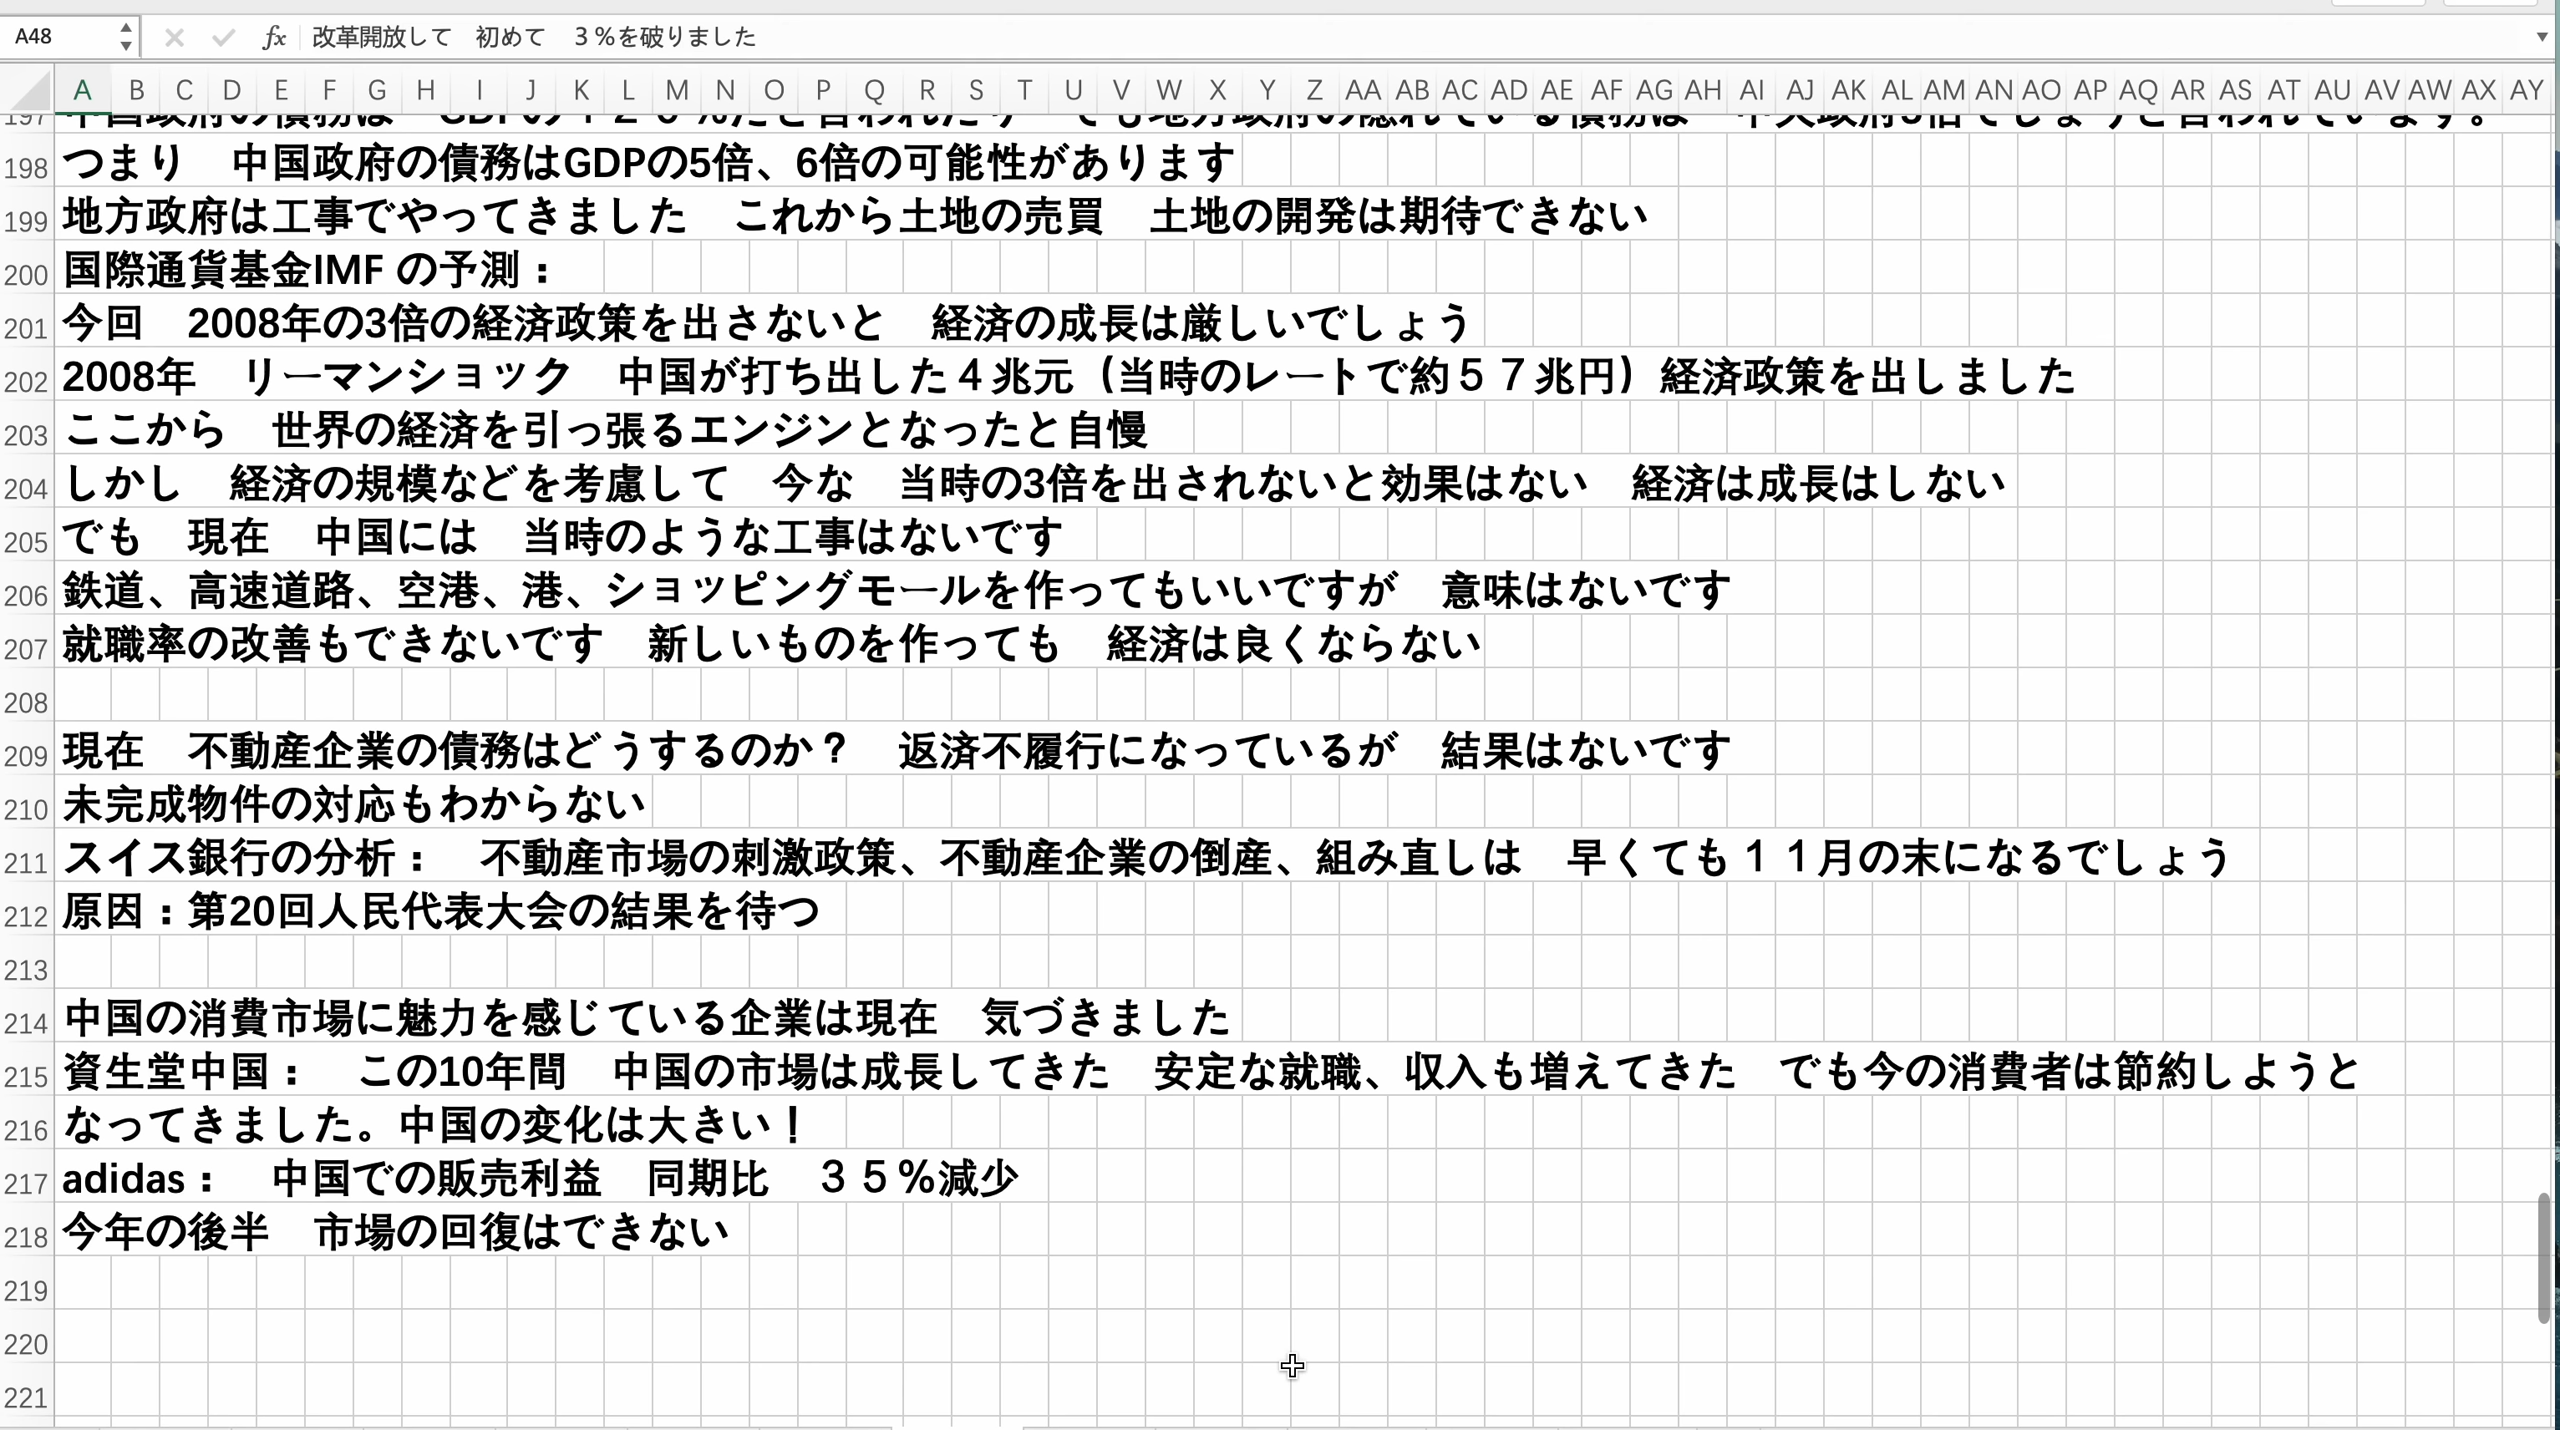 A48 fx 改革開放して　初めて　３％を破りました
A B C D E F G H I J K L M N O P Q R S T U V W X Y Z AA AB AC AD AE AF AG AH AI AJ AK AL AM AN AO AP AQ AR AS AT AU AV AW AX AY
197
198 つまり　中国政府の債務はGDPの5倍、6倍の可能性があります
199 地方政府は工事でやってきました　これから土地の売買　土地の開発は期待できない
200 国際通貨基金IMF の予測：
201 今回　2008年の3倍の経済政策を出さないと　経済の成長は厳しいでしょう
202 2008年　リーマンショック　中国が打ち出した４兆元（当時のレートで約５７兆円）経済政策を出しました
203 ここから　世界の経済を引っ張るエンジンとなったと自慢
204 しかし　経済の規模などを考慮して　今な　当時の3倍を出されないと効果はない　経済は成長はしない
205 でも　現在　中国には　当時のような工事はないです
206 鉄道、高速道路、空港、港、ショッピングモールを作ってもいいですが　意味はないです
207 就職率の改善もできないです　新しいものを作っても　経済は良くならない
208
209 現在　不動産企業の債務はどうするのか？　返済不履行になっているが　結果はないです
210 未完成物件の対応もわからない
211 スイス銀行の分析：　不動産市場の刺激政策、不動産企業の倒産、組み直しは　早くても１１月の末になるでしょう
212 原因：第20回人民代表大会の結果を待つ
213
214 中国の消費市場に魅力を感じている企業は現在　気づきました
215 資生堂中国：　この10年間　中国の市場は成長してきた　安定な就職、収入も増えてきた　でも今の消費者は節約しようと
216 なってきました。中国の変化は大きい！
217 adidas：　中国での販売利益　同期比　３５％減少
218 今年の後半　市場の回復はできない
219
220
221